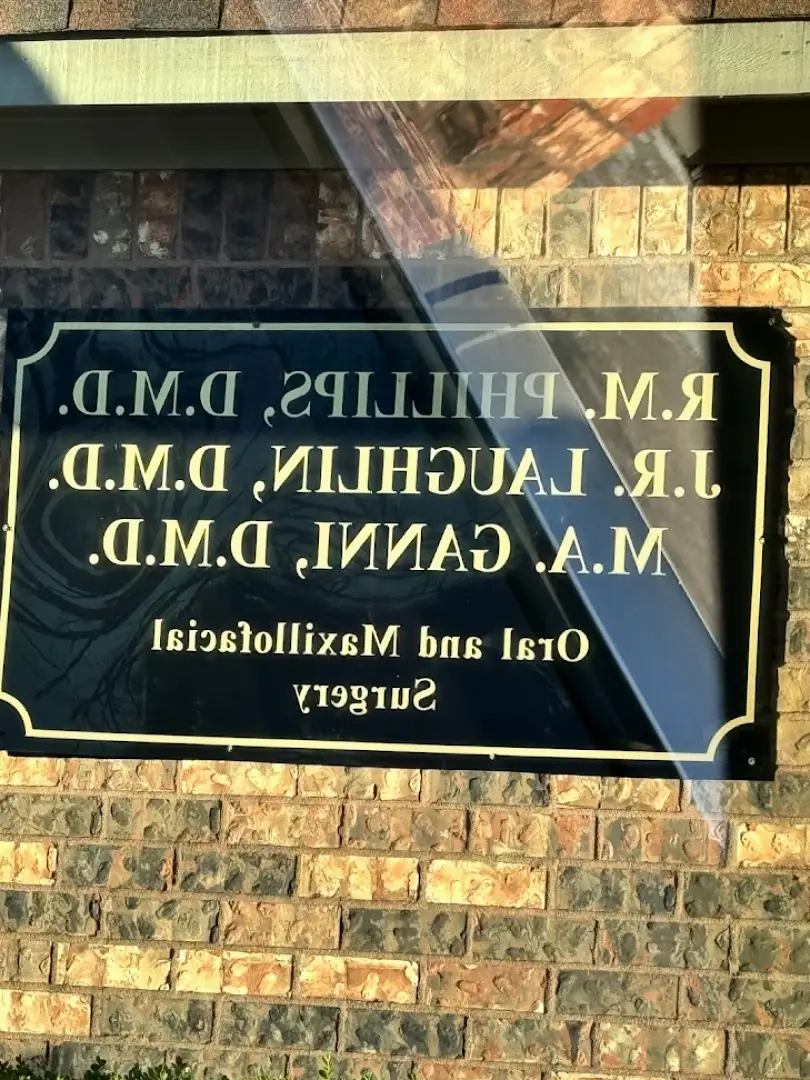 R.M. PHILLIPS, D.M.D.
J.R. LAUGHLIN, D.M.D.
M.A. GANNI, D.M.D.
Oral and Maxillofacial
Surgery